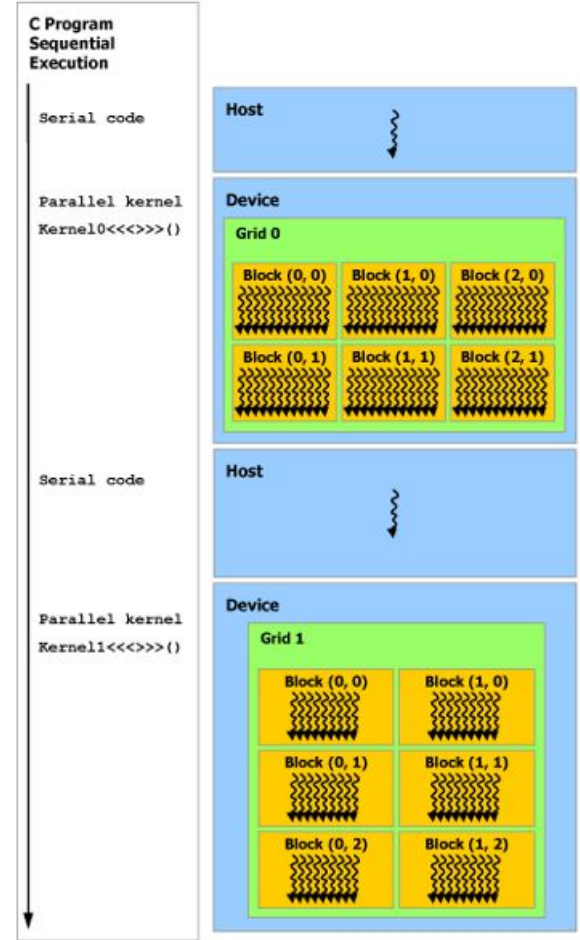 C Program
Sequential
Execution
Serial code
Host
Parallel kernel
Kernel0<<<>>>()
Device
Grid 0
Block (0, 0) Block (1, 0) Block (2, 0)
Block (0, 1) Block (1, 1) Block (2, 1)
Serial code
Host
Parallel kernel
Kernel1<<<>>>()
Device
Grid 1
Block (0, 0) Block (1, 0)
Block (0, 1) Block (1, 1)
Block (0, 2) Block (1, 2)